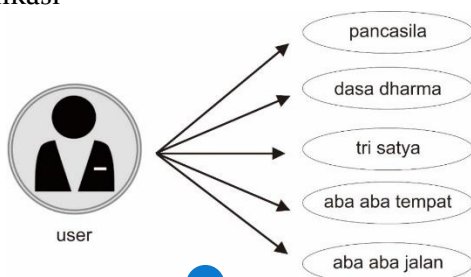 pancasila
dasa dharma
tri satya
aba aba tempat
user
aba aba jalan